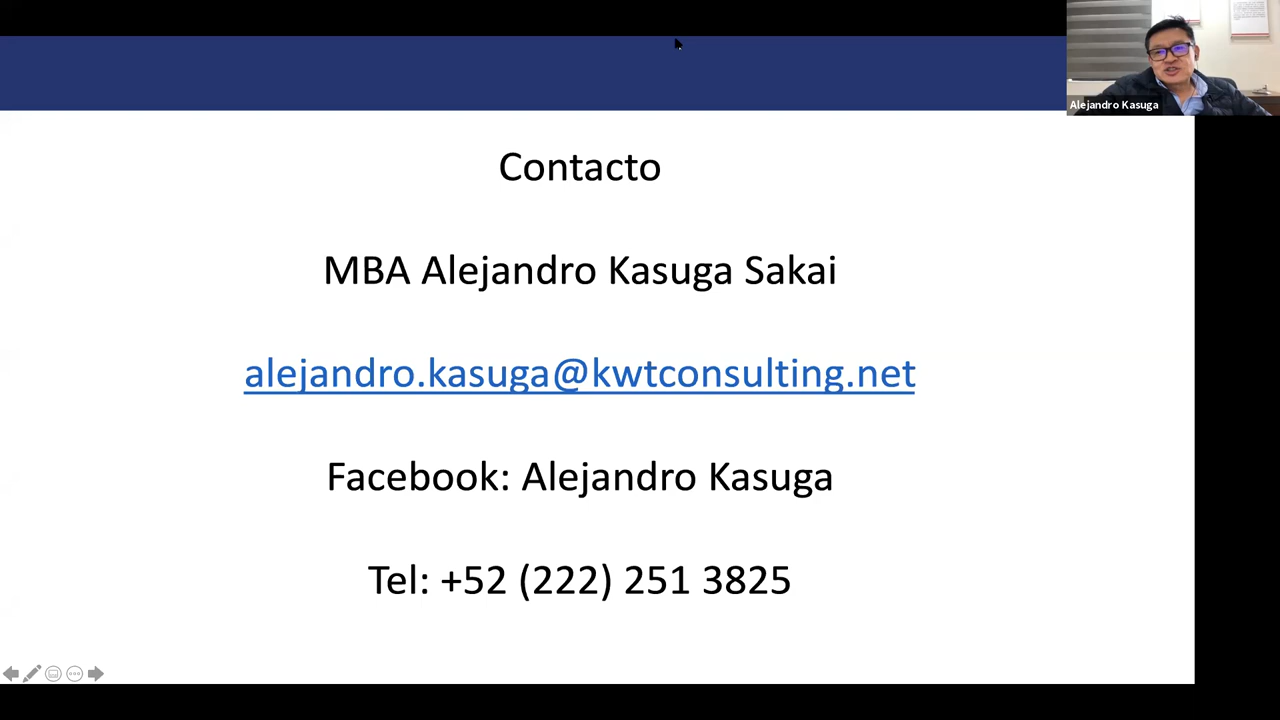 Alejandro Kasuga
Contacto
MBA Alejandro Kasuga Sakai
alejandro.kasuga@kwtconsulting.net
Facebook: Alejandro Kasuga
Tel: +52 (222) 251 3825